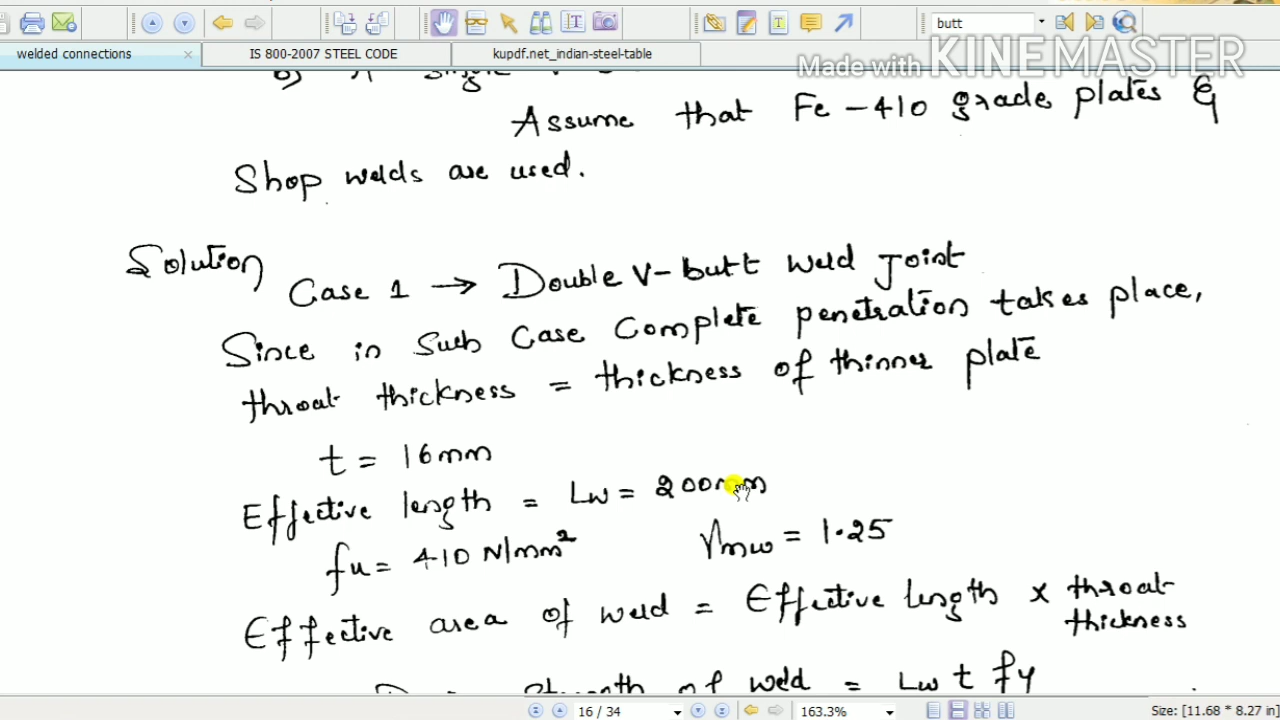 butt
welded connections
IS 800-2007 STEEL CODE
kupdf.net_indian-steel-table
Made with KINEMASTER
Assume that Fe-410 grade plates &
Shop welds are used.
Solution
Case 1 → Double V-butt weld Joint
Since in such case complete penetration takes place,
throat thickness = thickness of thinner plate
t = 16mm
Effective length = Lw = 200mm
fu = 410 N/mm² γmw = 1.25
Effective area of weld = Effective length × throat
thickness
of weld = Lw t fy
16 / 34
163.3%
Size: [11.68 * 8.27 in]